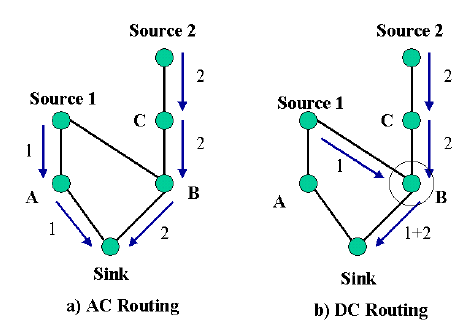 Source 2
2
Source 1
C
2
1
A
B
1
2
Sink
a) AC Routing
Source 2
2
Source 1
C
2
1
A
B
1+2
Sink
b) DC Routing